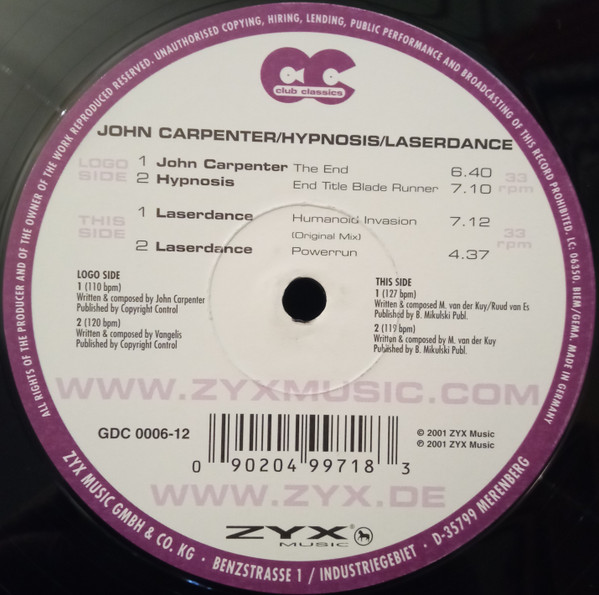 ALL RIGHTS OF THE PRODUCER AND OF THE OWNER OF THE WORK REPRODUCED RESERVED. UNAUTHORISED COPYING, HIRING, LENDING, PUBLIC PERFORMANCE AND BROADCASTING OF THIS RECORD PROHIBITED. LC: 06350. BIEM/GEMA. MADE IN GERMANY
CC
club classics
JOHN CARPENTER/HYPNOSIS/LASERDANCE
LOGO SIDE 1 John Carpenter The End 6.40
2 Hypnosis End Title Blade Runner 7.10 33 rpm
THIS SIDE 1 Laserdance Humanoid Invasion 7.12
(Original Mix) 33 rpm
2 Laserdance Powerrun 4.37
LOGO SIDE
1 (110 bpm)
Written & composed by John Carpenter
Published by Copyright Control
2 (120 bpm)
Written & composed by Vangelis
Published by Copyright Control
THIS SIDE
1 (127 bpm)
Written & composed M. van der Kuy/Ruud van Es
Published by B. Mikulski Publ.
2 (119 bpm)
Written & composed by M. van der Kuy
Published by B. Mikulski Publ.
WWW.ZYXMUSIC.COM
GDC 0006-12
0 90204 99718 3
© 2001 ZYX Music
℗ 2001 ZYX Music
WWW.ZYX.DE
ZYX®
MUSIC
ZYX MUSIC GMBH & CO. KG · BENZSTRASSE 1 / INDUSTRIEGEBIET · D-35799 MERENBERG